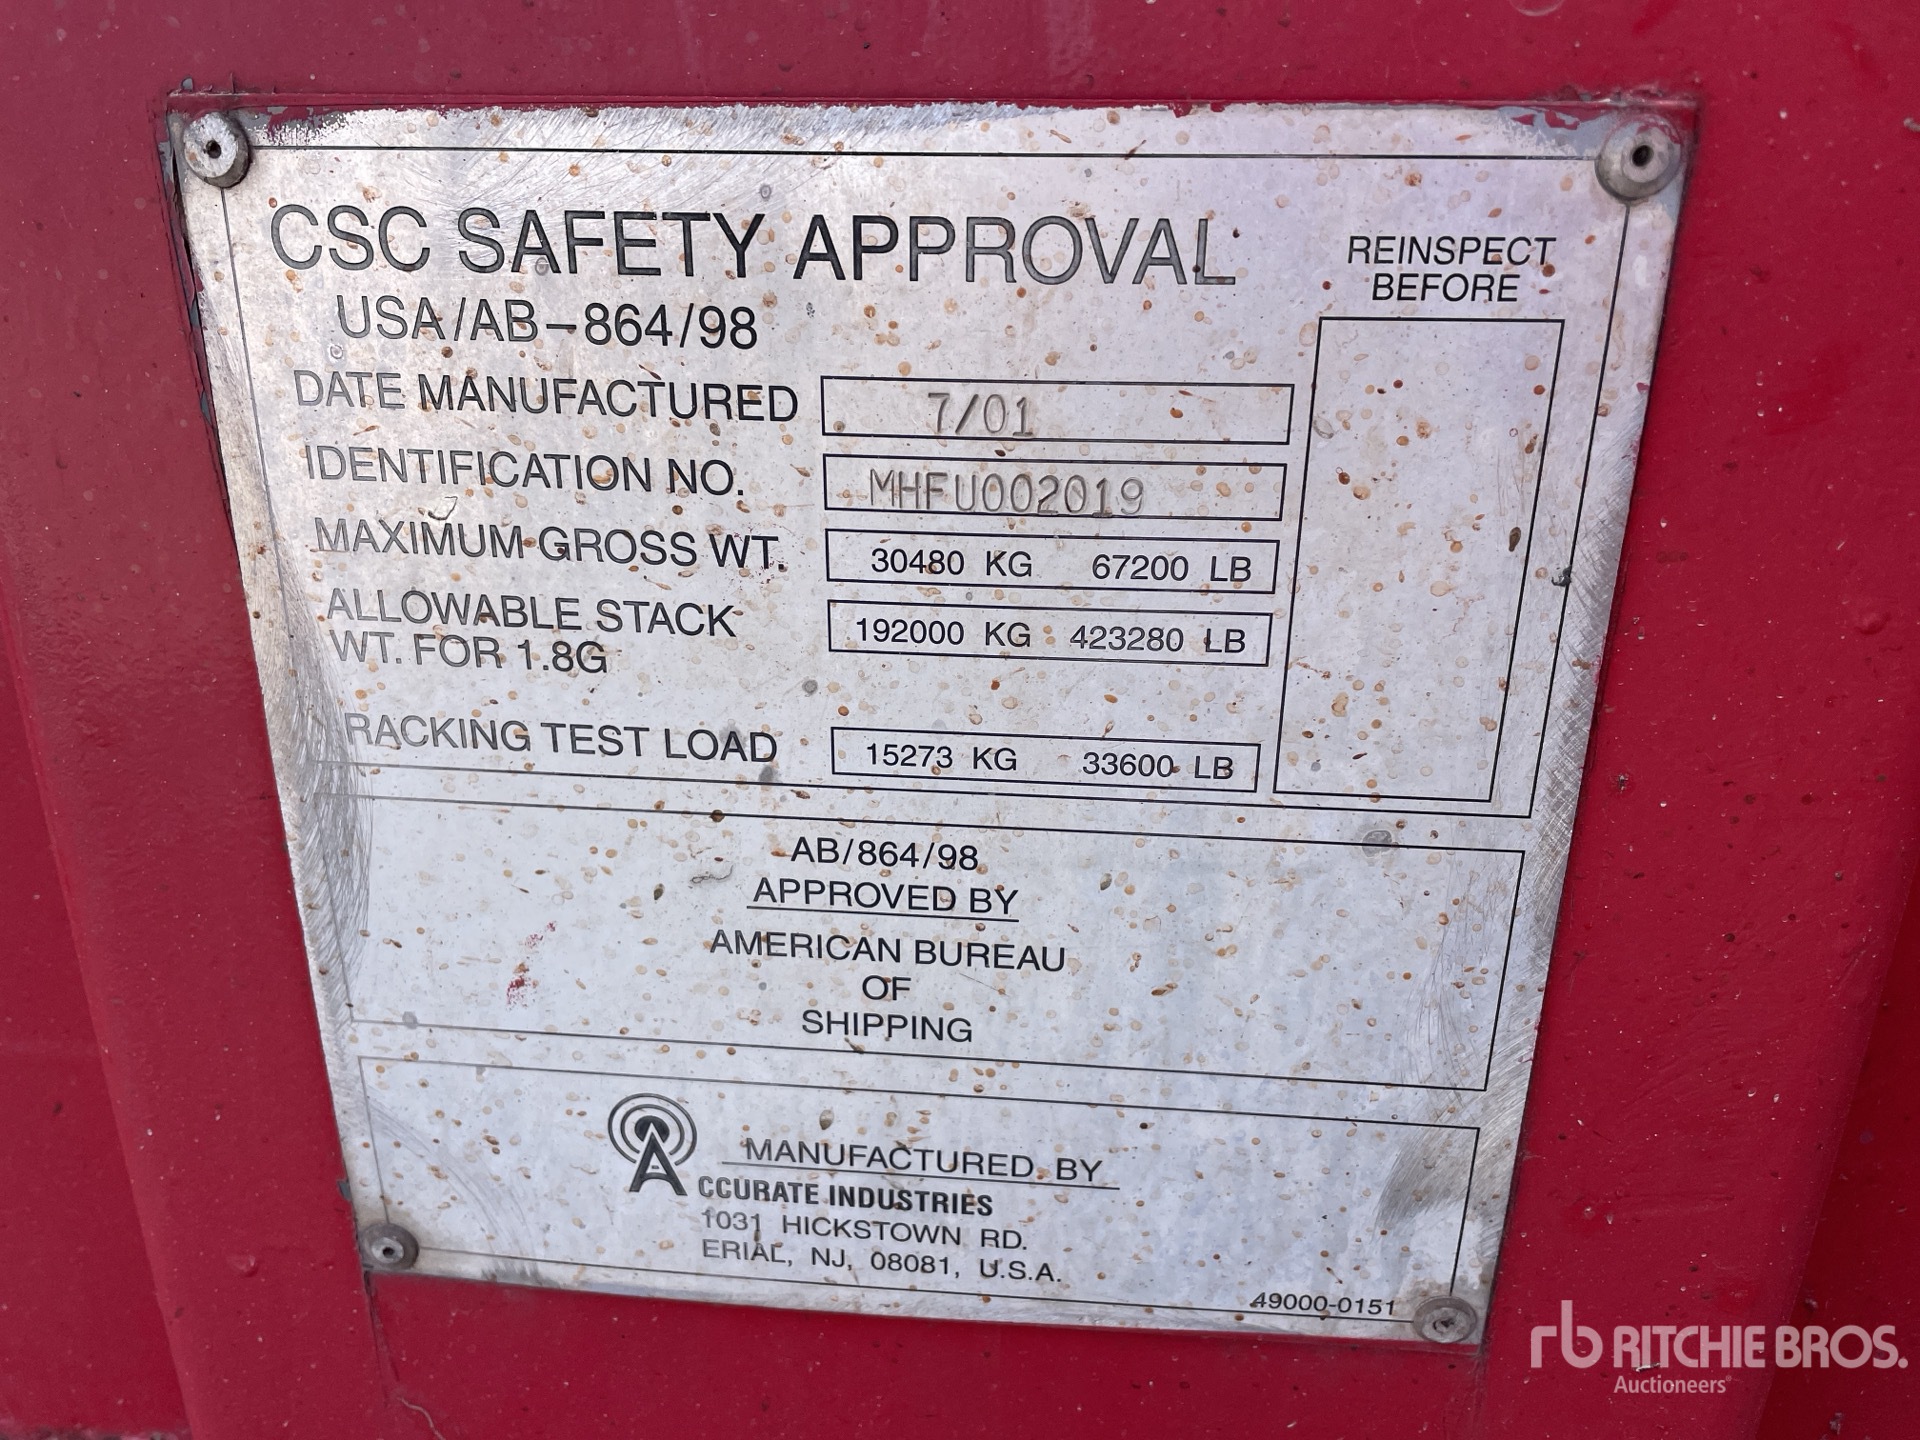 CSC SAFETY APPROVAL
USA/AB-864/98
REINSPECT
BEFORE
DATE MANUFACTURED 7/01
IDENTIFICATION NO. MHFU002019
MAXIMUM GROSS WT. 30480 KG 67200 LB
ALLOWABLE STACK
WT. FOR 1.8G 192000 KG 423280 LB
RACKING TEST LOAD 15273 KG 33600 LB
AB/864/98
APPROVED BY
AMERICAN BUREAU
OF
SHIPPING
MANUFACTURED BY
ACCURATE INDUSTRIES
1031 HICKSTOWN RD.
ERIAL, NJ, 08081, U.S.A.
49000-0151
rb RITCHIE BROS.
Auctioneers